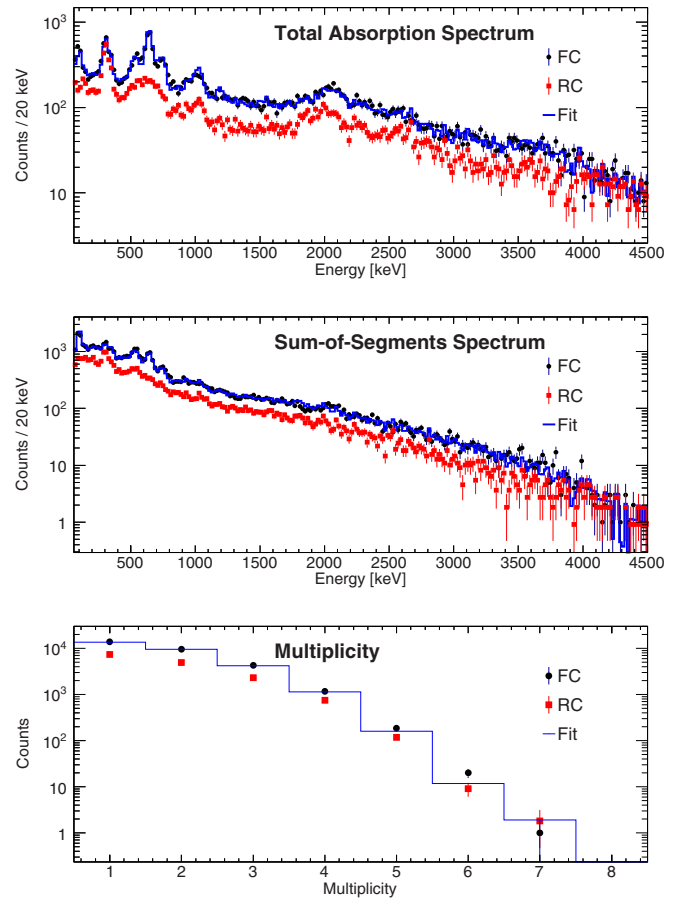 Total Absorption Spectrum
FC
RC
Fit
10³
10²
10
Counts / 20 keV
500 1000 1500 2000 2500 3000 3500 4000 4500
Energy [keV]
Sum-of-Segments Spectrum
FC
RC
Fit
10³
10²
10
1
Counts / 20 keV
500 1000 1500 2000 2500 3000 3500 4000 4500
Energy [keV]
Multiplicity
FC
RC
Fit
10⁴
10³
10²
10
1
Counts
1 2 3 4 5 6 7 8
Multiplicity